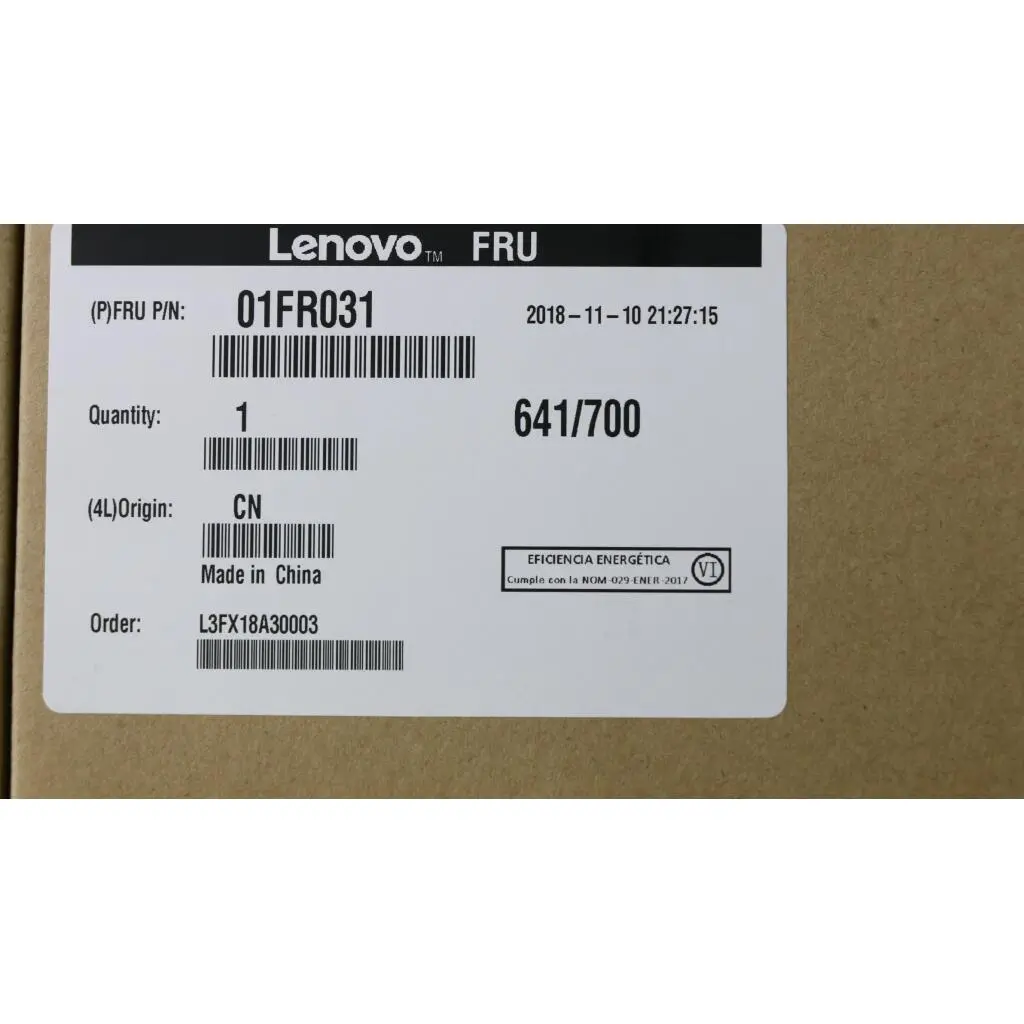 Lenovo™ FRU
(P)FRU P/N: 01FR031 2018-11-10 21:27:15
Quantity: 1 641/700
(4L)Origin: CN
Made in China
EFICIENCIA ENERGÉTICA
Cumple con la NOM-029-ENER-2017 VI
Order: L3FX18A30003